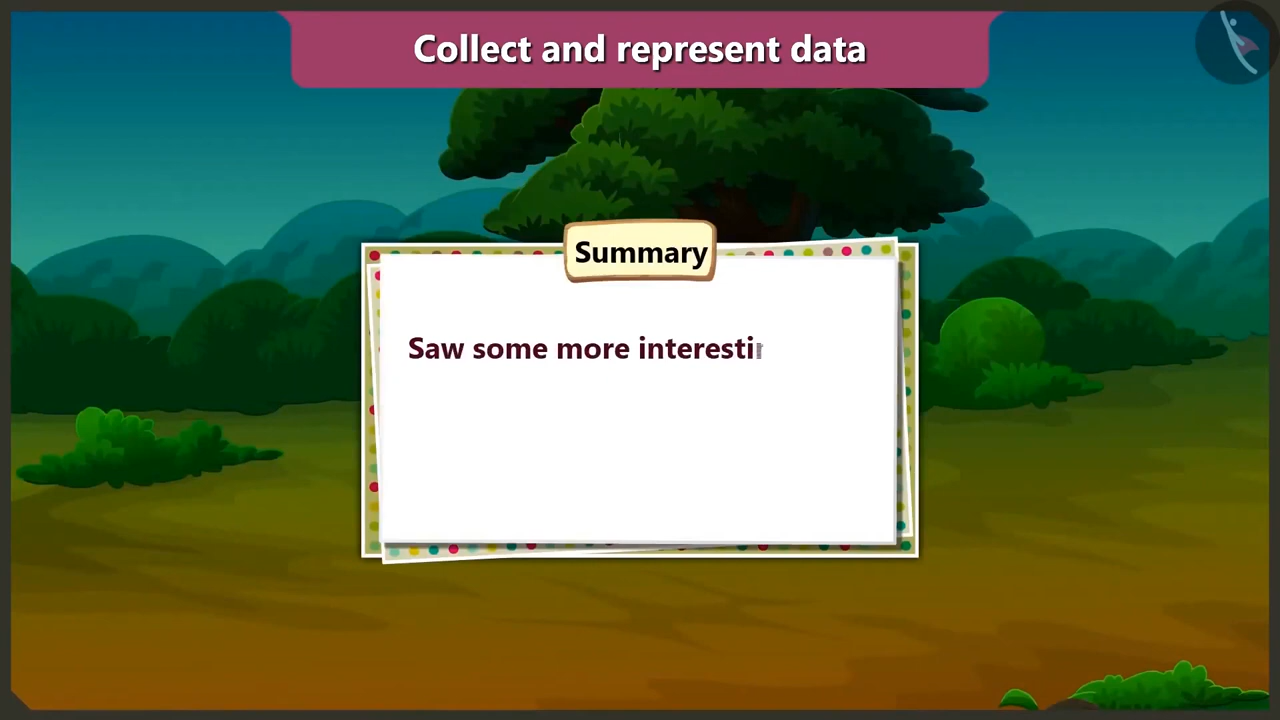 Collect and represent data
Summary
Saw some more interesti